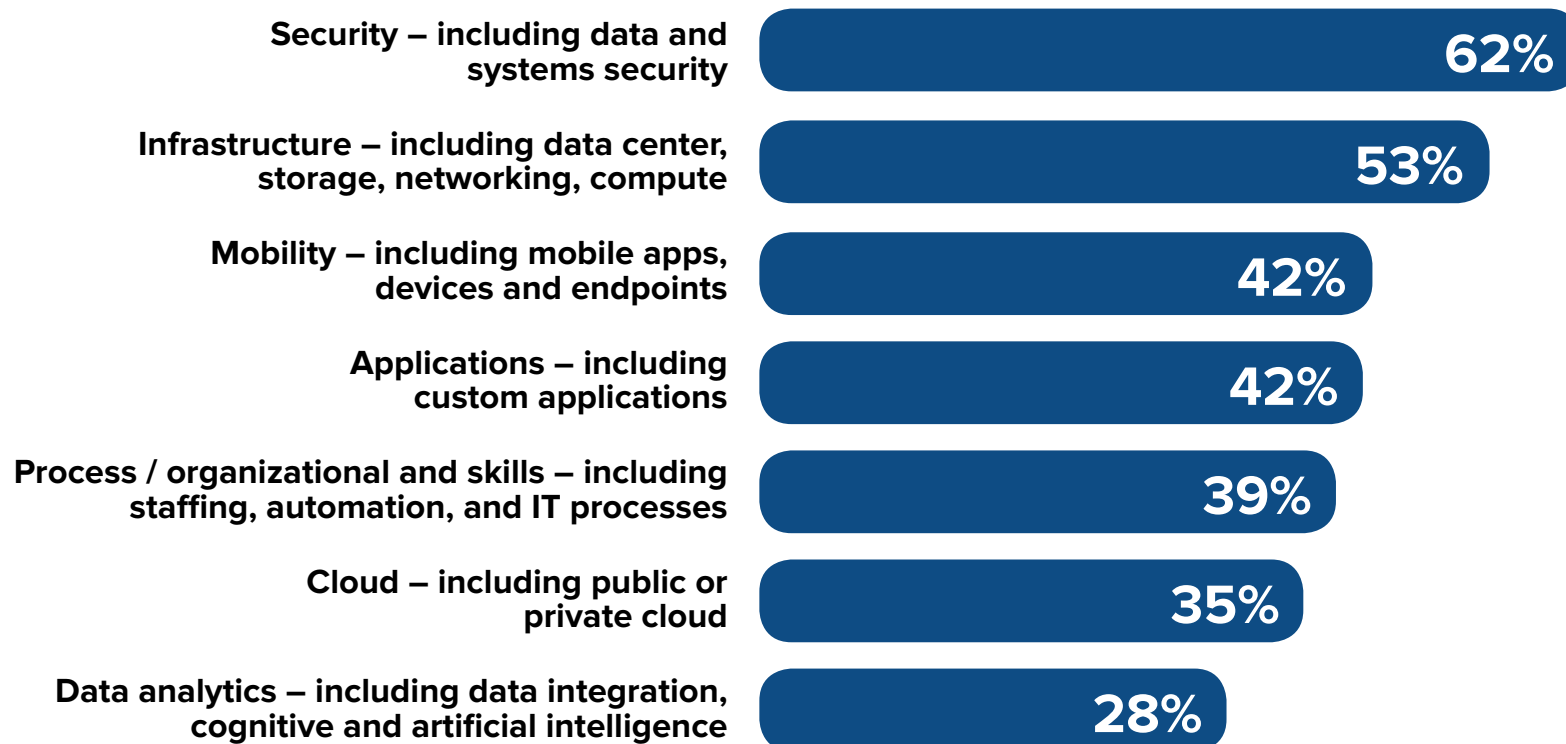 Security – including data and
systems security
62%
Infrastructure – including data center,
storage, networking, compute
53%
Mobility – including mobile apps,
devices and endpoints
42%
Applications – including
custom applications
42%
Process / organizational and skills – including
staffing, automation, and IT processes
39%
Cloud – including public or
private cloud
35%
Data analytics – including data integration,
cognitive and artificial intelligence
28%